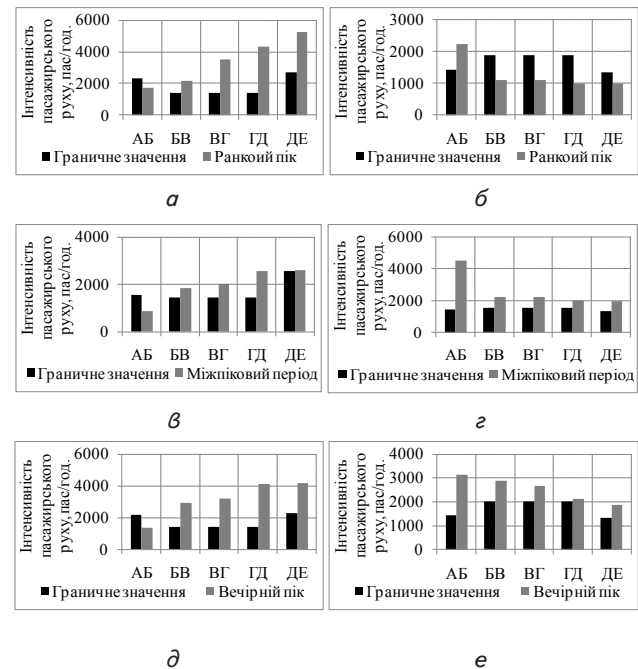 Інтенсивність
пасажирського
руху, пас/год.
6000
4000
2000
0
АБ БВ ВГ ГД ДЕ
Граничне значення Ранкоий пік
а
Інтенсивність
пасажирського
руху, пас/год.
3000
2000
1000
0
АБ БВ ВГ ГД ДЕ
Граничне значення Ранкоий пік
б
Інтенсивність
пасажирського
руху, пас/год.
4000
2000
0
АБ БВ ВГ ГД ДЕ
Граничне значення Міжпіковий період
в
Інтенсивність
пасажирського
руху, пас/год.
6000
4000
2000
0
АБ БВ ВГ ГД ДЕ
Граничне значення Міжпіковий період
г
Інтенсивність
пасажирського
руху, пас/год.
6000
4000
2000
0
АБ БВ ВГ ГД ДЕ
Граничне значення Вечірній пік
д
Інтенсивність
пасажирського
руху, пас/год.
4000
3000
2000
1000
0
АБ БВ ВГ ГД ДЕ
Граничне значення Вечірній пік
е